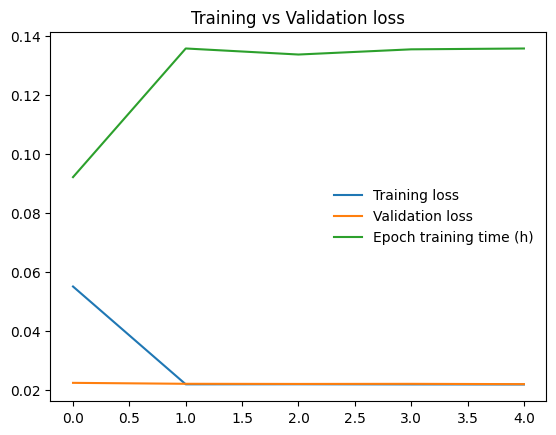 Training vs Validation loss
0.14
0.12
0.10
0.08
0.06
0.04
0.02
Training loss
Validation loss
Epoch training time (h)
0.0 0.5 1.0 1.5 2.0 2.5 3.0 3.5 4.0